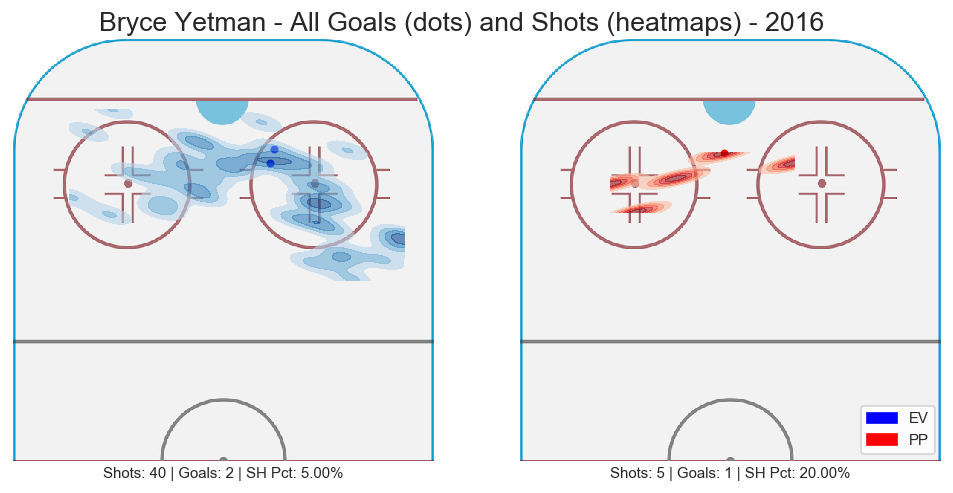 Bryce Yetman - All Goals (dots) and Shots (heatmaps) - 2016
EV
PP
Shots: 40 | Goals: 2 | SH Pct: 5.00%
Shots: 5 | Goals: 1 | SH Pct: 20.00%